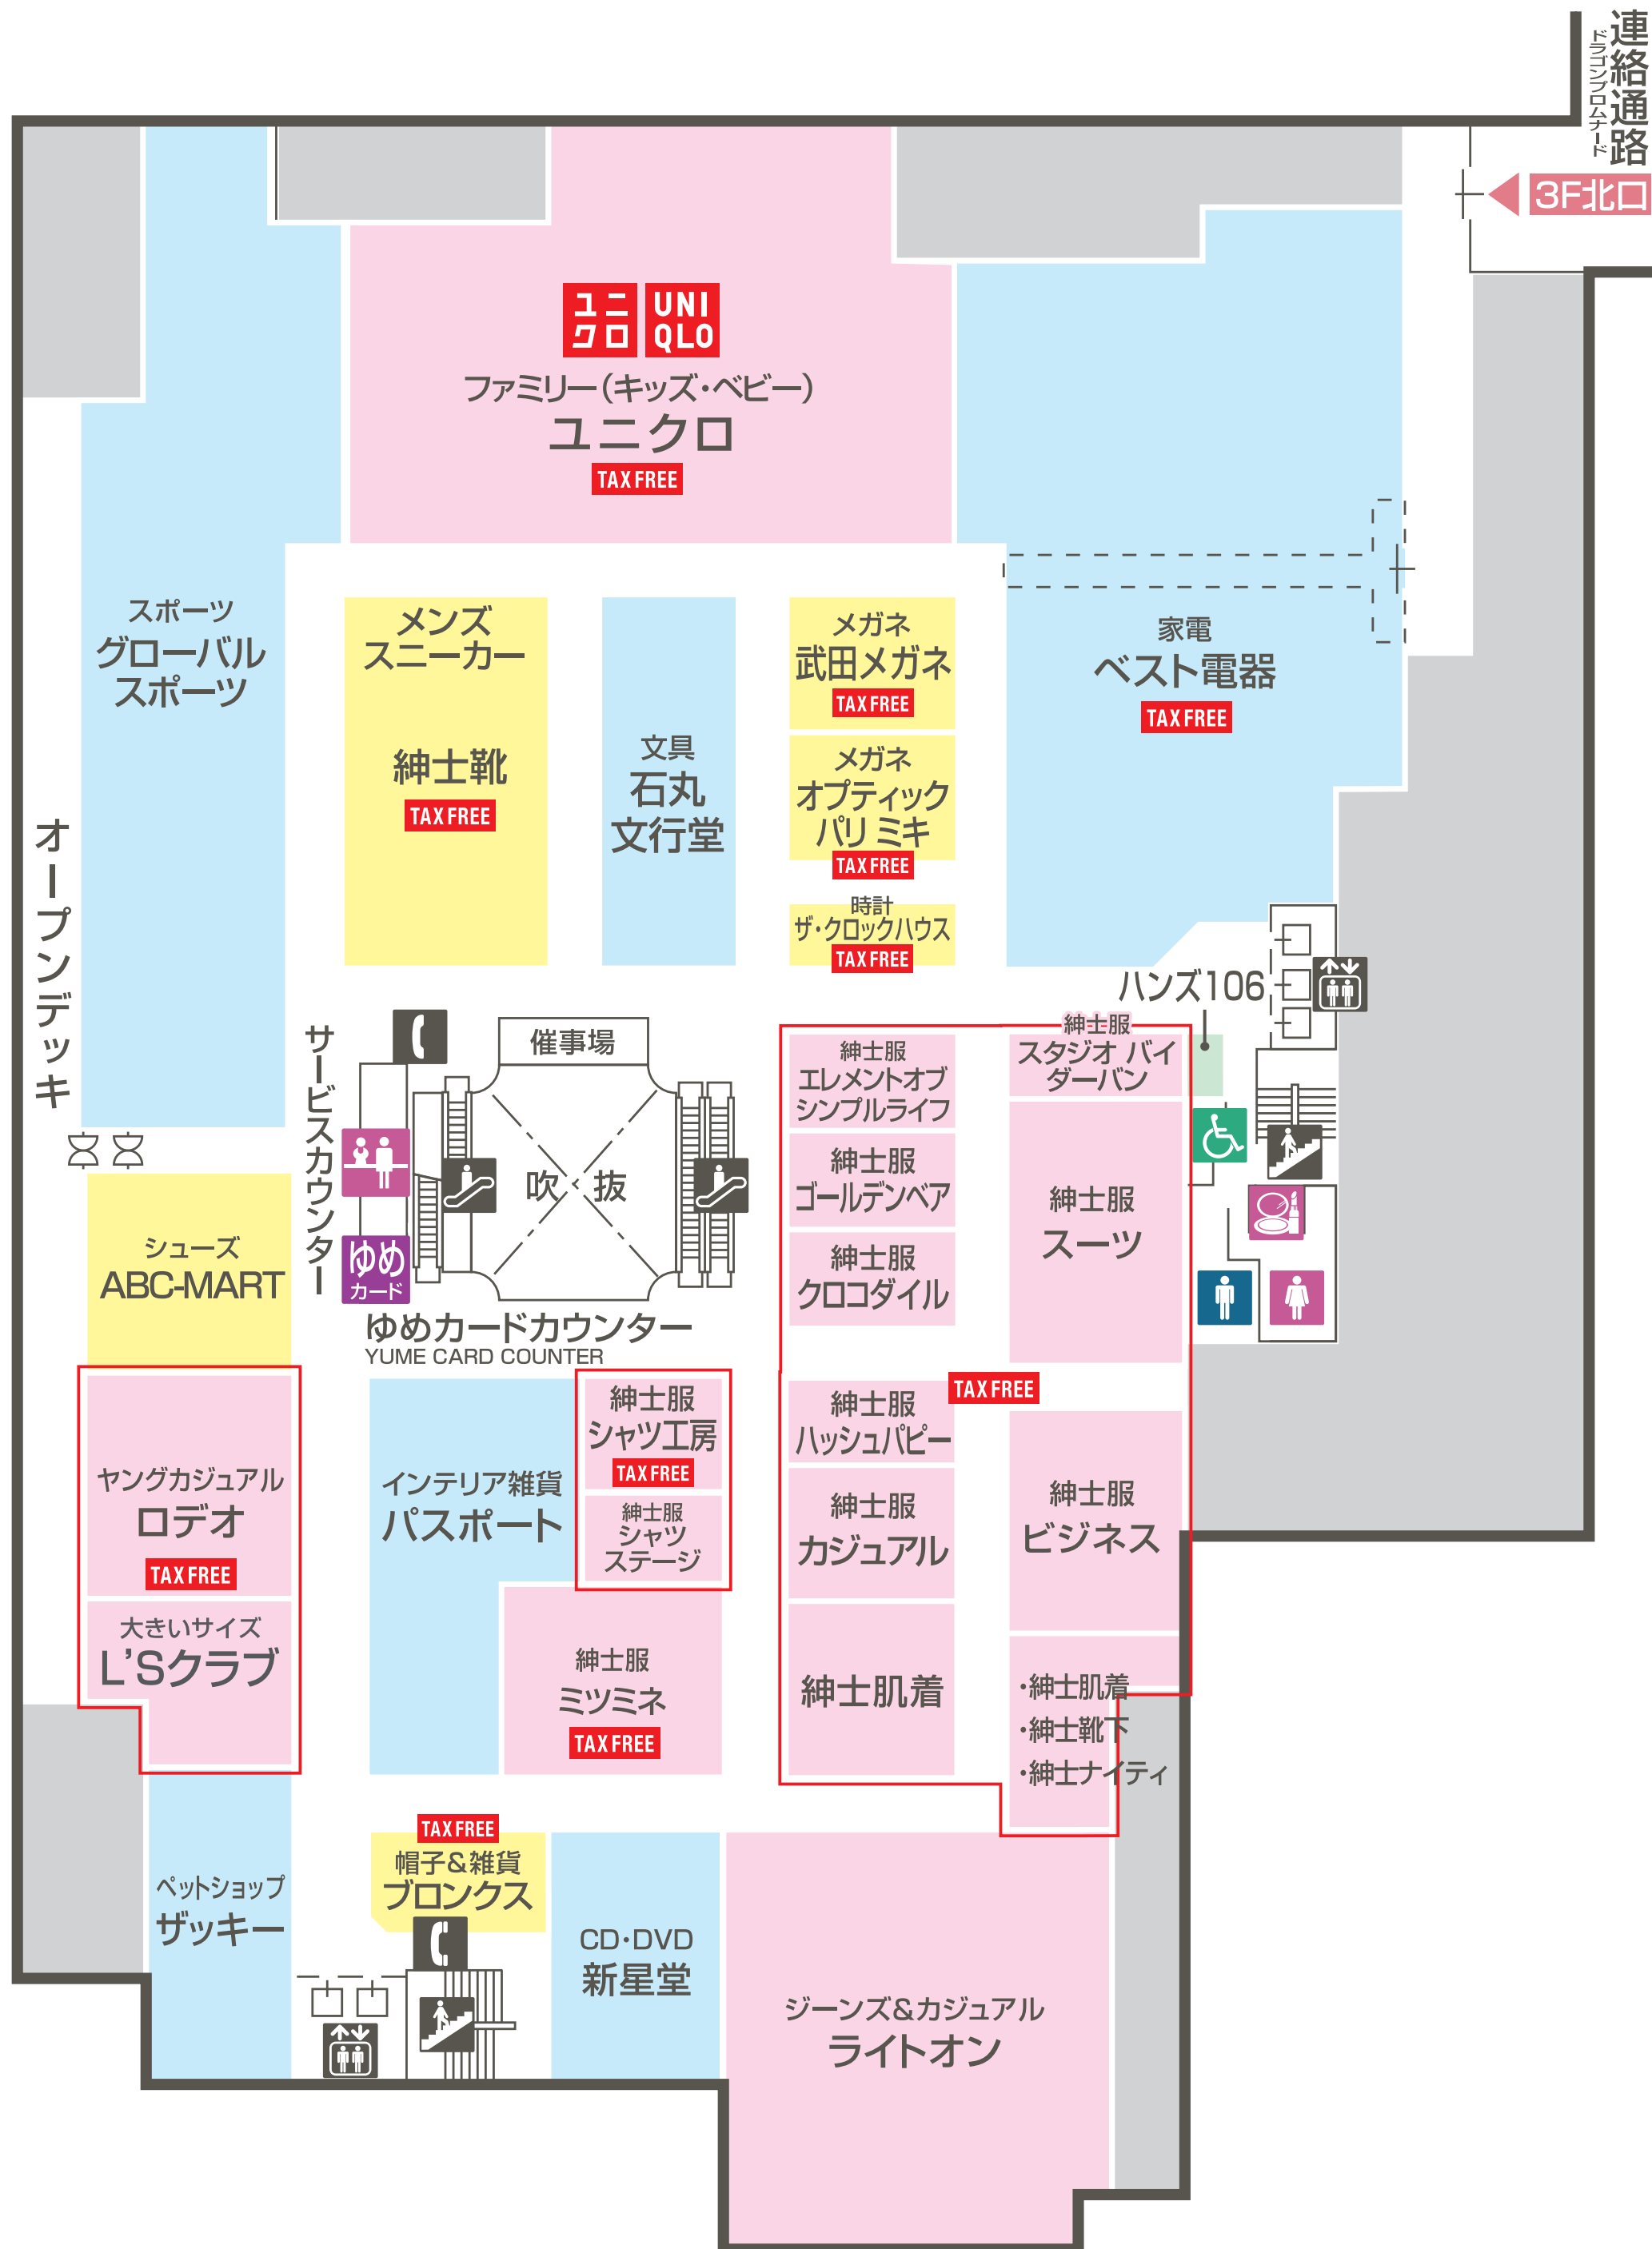 連絡通路
ドラゴンプロムナード
3F北口
ユニ
クロ
UNI
QLO
ファミリー（キッズ・ベビー）
ユニクロ
TAX FREE
スポーツ
グローバル
スポーツ
メンズ
スニーカー
紳士靴
TAX FREE
文具
石丸
文行堂
メガネ
武田メガネ
TAX FREE
メガネ
オプティック
パリ ミキ
TAX FREE
時計
ザ・クロックハウス
TAX FREE
家電
ベスト電器
TAX FREE
オープンデッキ
ハンズ106
サービスカウンター
催事場
吹抜
ゆめ
カード
ゆめカードカウンター
YUME CARD COUNTER
紳士服
エレメントオブ
シンプルライフ
紳士服
スタジオ バイ
ダーバン
紳士服
ゴールデンベア
紳士服
クロコダイル
紳士服
スーツ
シューズ
ABC-MART
TAX FREE
ヤングカジュアル
ロデオ
TAX FREE
大きいサイズ
L'Sクラブ
インテリア雑貨
パスポート
紳士服
シャツ工房
TAX FREE
紳士服
シャツ
ステージ
紳士服
ミツミネ
TAX FREE
紳士服
ハッシュパピー
紳士服
カジュアル
紳士肌着
紳士服
ビジネス
・紳士肌着
・紳士靴下
・紳士ナイティ
ペットショップ
ザッキー
TAX FREE
帽子&雑貨
ブロンクス
CD・DVD
新星堂
ジーンズ&カジュアル
ライトオン